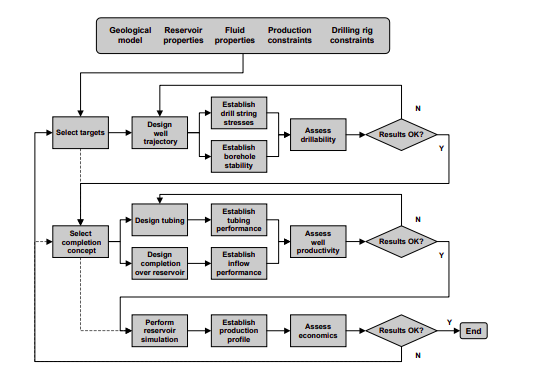 Geological Reservoir Fluid Production Drilling rig
model properties properties constraints constraints
N
Establish
drill string
stresses
Select targets
Design
well
trajectory
Assess
drillability
Results OK?
Y
Establish
borehole
stability
N
Select
completion
concept
Design tubing
Establish
tubing
performance
Assess
well
productivity
Results OK?
Y
Design
completion
over reservoir
Establish
inflow
performance
Perform
reservoir
simulation
Establish
production
profile
Assess
economics
Results OK?
Y
End
N